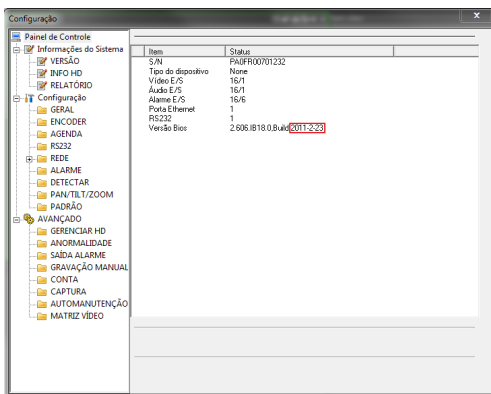 Configuração
x
Painel de Controle
Informações do Sistema
VERSÃO
INFO HD
RELATÓRIO
Configuração
GERAL
ENCODER
AGENDA
RS232
REDE
ALARME
DETECTAR
PAN/TILT/ZOOM
PADRÃO
AVANÇADO
GERENCIAR HD
ANORMALIDADE
SAÍDA ALARME
GRAVAÇÃO MANUAL
CONTA
CAPTURA
AUTOMANUTENÇÃO
MATRIZ VÍDEO
Item Status
S/N PA0FR00701232
Tipo do dispositivo None
Vídeo E/S 16/1
Áudio E/S 16/1
Alarme E/S 16/6
Porta Ethernet 1
RS232 1
Versão Bios 2.606.IB18.0,Build 2011-2-23